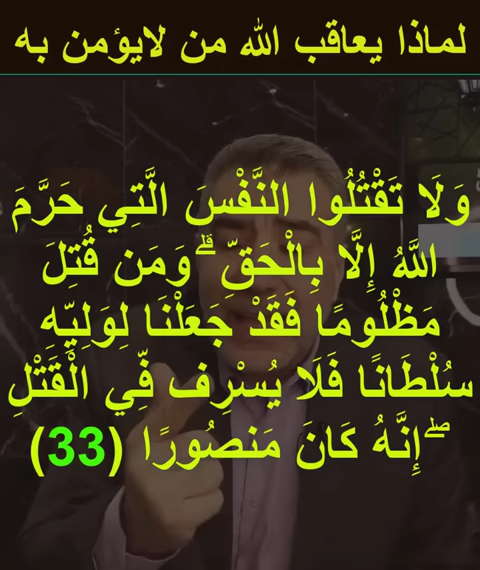 لماذا يعاقب الله من لايؤمن به
وَلَا تَقْتُلُوا النَّفْسَ الَّتِي حَرَّمَ
اللَّهُ إِلَّا بِالْحَقِّ ۗ وَمَن قُتِلَ
مَظْلُومًا فَقَدْ جَعَلْنَا لِوَلِيِّهِ
سُلْطَانًا فَلَا يُسْرِف فِّي الْقَتْلِ
ۖ إِنَّهُ كَانَ مَنصُورًا (33)